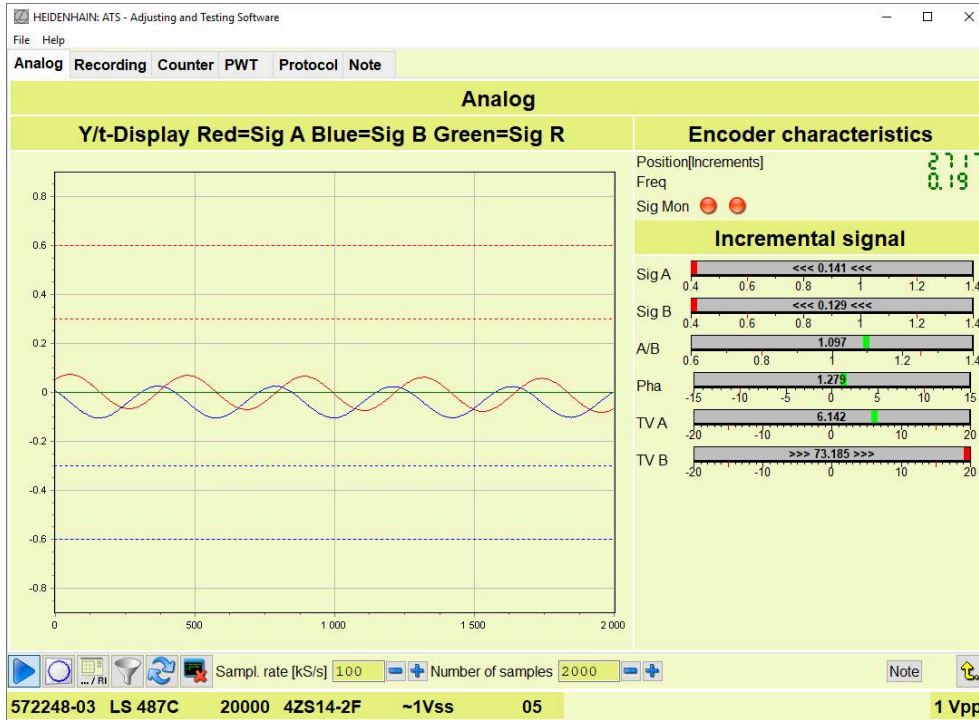 HEIDENHAIN: ATS - Adjusting and Testing Software
File Help
Analog Recording Counter PWT Protocol Note
Analog
Y/t-Display Red=Sig A Blue=Sig B Green=Sig R
Encoder characteristics
Position[Increments] 2717
Freq 0.19
Sig Mon
Incremental signal
Sig A <<< 0.141 <<<
0.4 0.6 0.8 1 1.2 1.4
Sig B <<< 0.129 <<<
0.4 0.6 0.8 1 1.2 1.4
A/B 1.097
0.6 0.8 1 1.2 1.4
Pha 1.279
-15 -10 -5 0 5 10 15
TV A 6.142
-20 -10 0 10 20
TV B >>> 73.185 >>>
-20 -10 0 10 20
0.8
0.6
0.4
0.2
0
-0.2
-0.4
-0.6
-0.8
0 500 1 000 1 500 2 000
... / RI
Sampl. rate [kS/s] 100 Number of samples 2000 Note
572248-03 LS 487C 20000 4ZS14-2F ~1Vss 05 1 Vpp